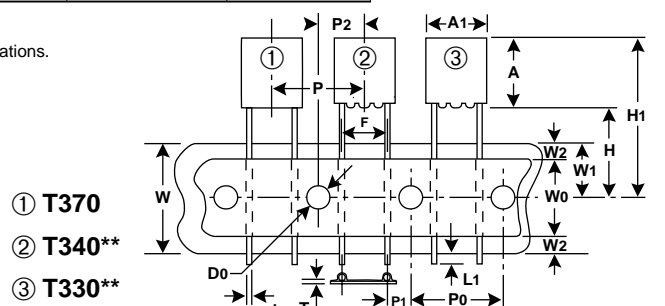 ations.
P2
A1
① ② ③
A
P
H1
F
H
W2
W1
W
W0
① T370
② T340**
W2
D0
L1
③ T330**
T
P1
P0